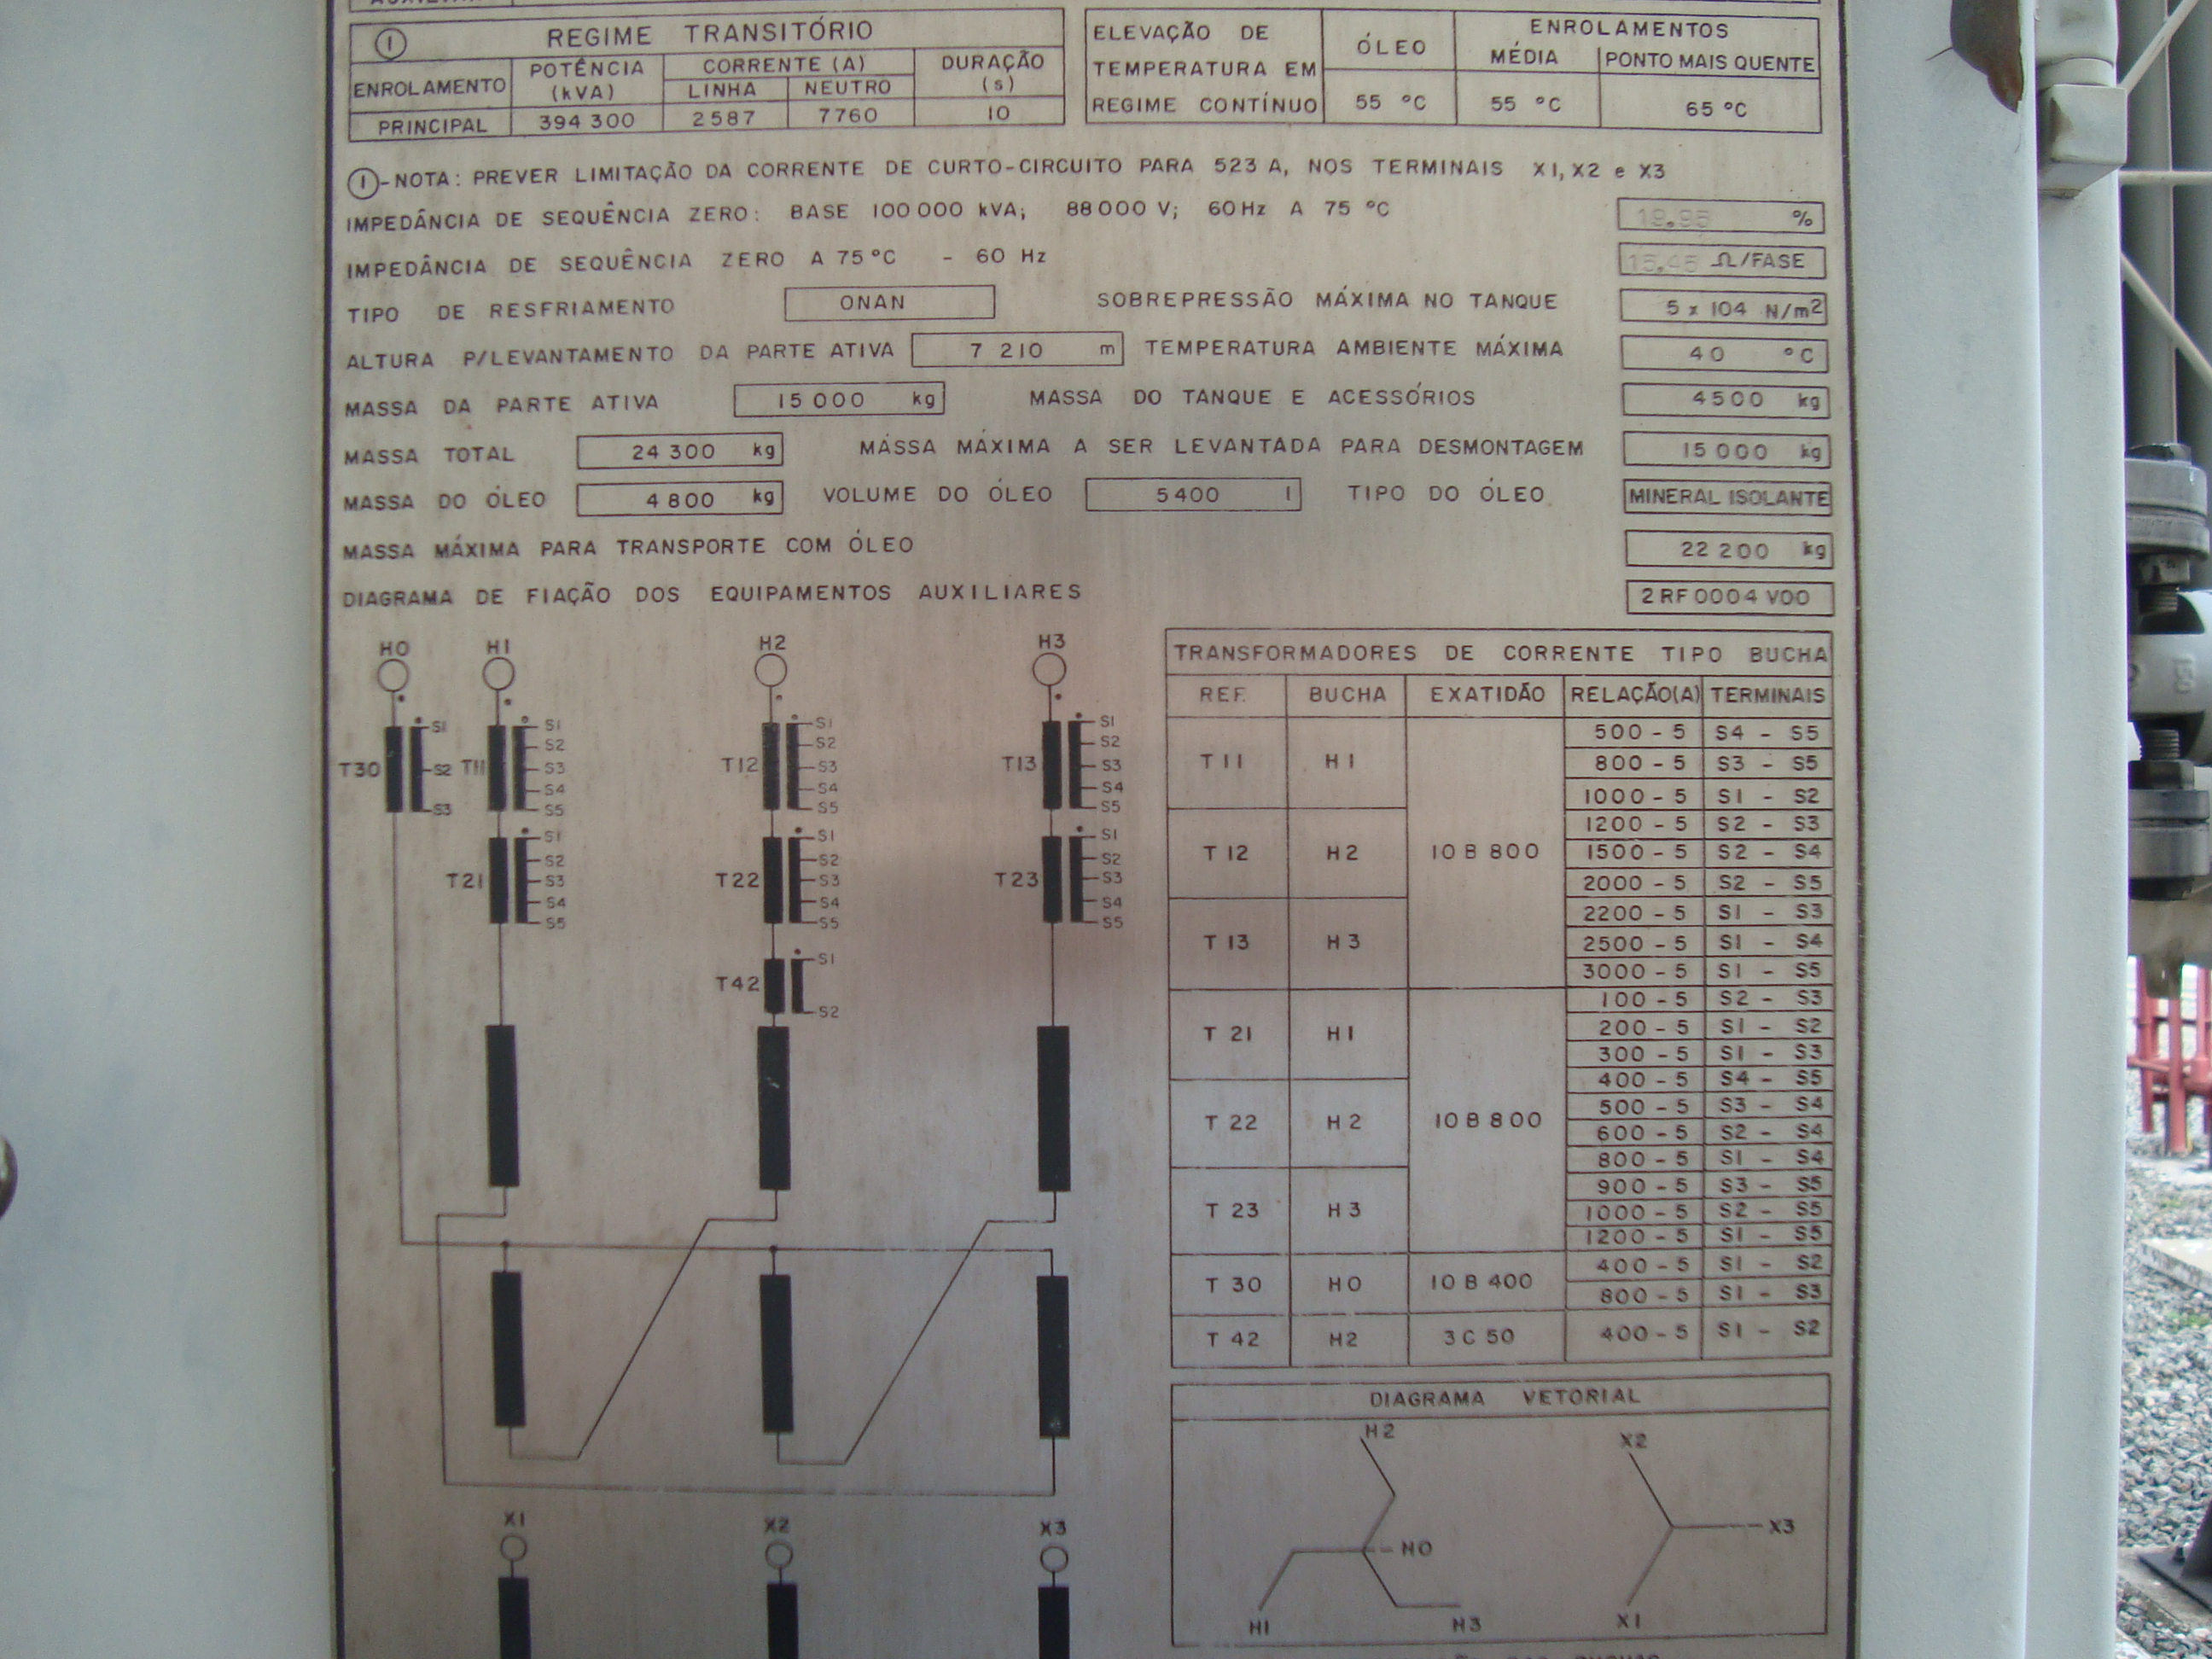 ① REGIME TRANSITÓRIO
ENROLAMENTO POTÊNCIA (kVA) CORRENTE (A) LINHA NEUTRO DURAÇÃO (s)
PRINCIPAL 394 300 2587 7760 10
ELEVAÇÃO DE TEMPERATURA EM REGIME CONTÍNUO
ÓLEO ENROLAMENTOS
MÉDIA PONTO MAIS QUENTE
55 °C 55 °C 65 °C
①-NOTA: PREVER LIMITAÇÃO DA CORRENTE DE CURTO-CIRCUITO PARA 523 A, NOS TERMINAIS X1, X2 e X3
IMPEDÂNCIA DE SEQUÊNCIA ZERO: BASE 100 000 kVA; 88 000 V; 60 Hz A 75 °C 19,95 %
IMPEDÂNCIA DE SEQUÊNCIA ZERO A 75 °C - 60 Hz 15,45 Ω/FASE
TIPO DE RESFRIAMENTO ONAN SOBREPRESSÃO MÁXIMA NO TANQUE 5 x 104 N/m2
ALTURA P/LEVANTAMENTO DA PARTE ATIVA 7 210 m TEMPERATURA AMBIENTE MÁXIMA 40 °C
MASSA DA PARTE ATIVA 15 000 kg MASSA DO TANQUE E ACESSÓRIOS 4500 kg
MASSA TOTAL 24 300 kg MASSA MÁXIMA A SER LEVANTADA PARA DESMONTAGEM 15 000 kg
MASSA DO ÓLEO 4 800 kg VOLUME DO ÓLEO 5400 l TIPO DO ÓLEO MINERAL ISOLANTE
MASSA MÁXIMA PARA TRANSPORTE COM ÓLEO 22 200 kg
DIAGRAMA DE FIAÇÃO DOS EQUIPAMENTOS AUXILIARES 2 RF 0004 V00
H0 H1 H2 H3
T30 S1 S2 S3
T11 S1 S2 S3 S4 S5
T12 S1 S2 S3 S4 S5
T13 S1 S2 S3 S4 S5
T21 S1 S2 S3 S4 S5
T22 S1 S2 S3 S4 S5
T23 S1 S2 S3 S4 S5
T42 S1 S2
X1 X2 X3
TRANSFORMADORES DE CORRENTE TIPO BUCHA
REF. BUCHA EXATIDÃO RELAÇÃO(A) TERMINAIS
T 11 H1
T 12 H2 10 B 800
T 13 H3
500 - 5 S4 - S5
800 - 5 S3 - S5
1000 - 5 S1 - S2
1200 - 5 S2 - S3
1500 - 5 S2 - S4
2000 - 5 S2 - S5
2200 - 5 S1 - S3
2500 - 5 S1 - S4
3000 - 5 S1 - S5
T 21 H1
T 22 H2 10 B 800
T 23 H3
100 - 5 S2 - S3
200 - 5 S1 - S2
300 - 5 S1 - S3
400 - 5 S4 - S5
500 - 5 S3 - S4
600 - 5 S2 - S4
800 - 5 S1 - S4
900 - 5 S3 - S5
1000 - 5 S2 - S5
1200 - 5 S1 - S5
T 30 H0 10 B 400
400 - 5 S1 - S2
800 - 5 S1 - S3
T 42 H2 3 C 50 400 - 5 S1 - S2
DIAGRAMA VETORIAL
H2 X2
H0 X3
H1 H3 X1